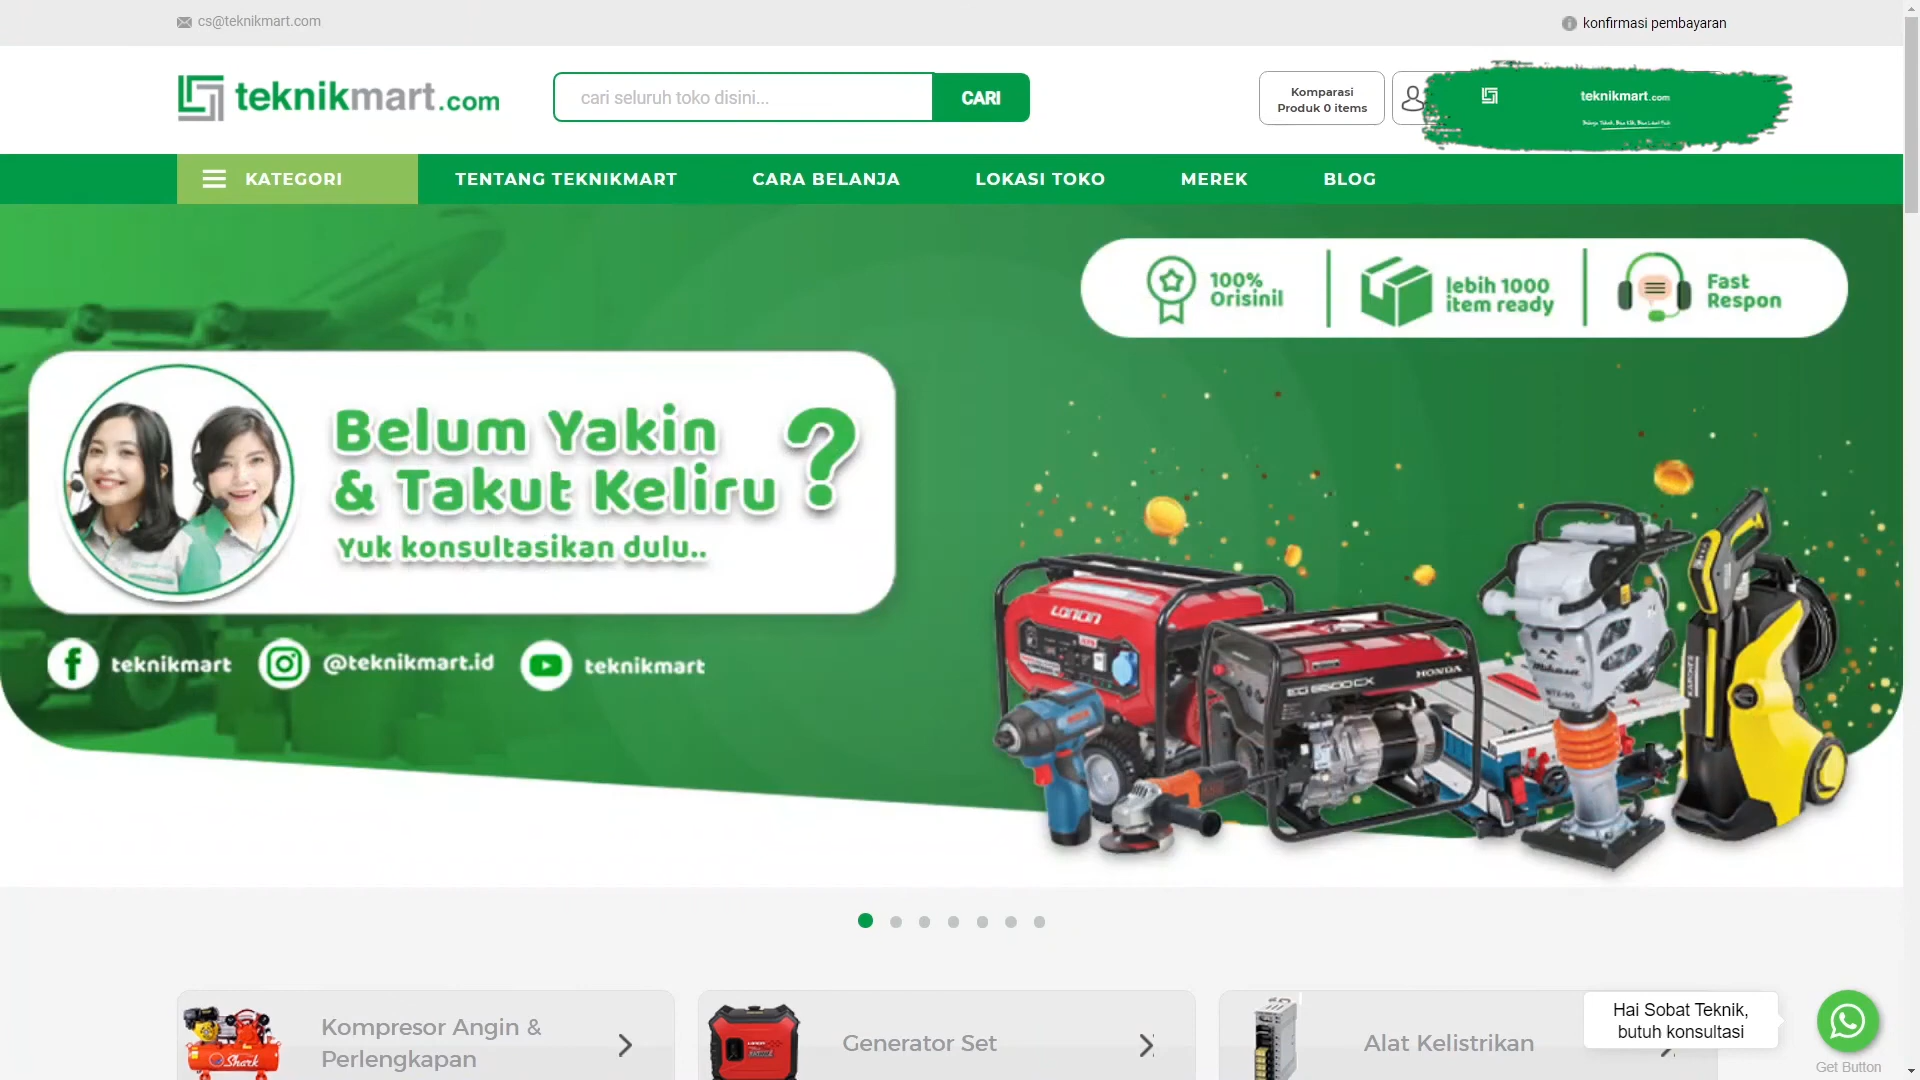 cs@teknikmart.com
konfirmasi pembayaran
teknikmart.com
cari seluruh toko disini...
CARI
Komparasi
Produk 0 items
teknikmart.com
KATEGORI
TENTANG TEKNIKMART
CARA BELANJA
LOKASI TOKO
MEREK
BLOG
100%
Orisinil
lebih 1000
item ready
Fast
Respon
Belum Yakin
& Takut Keliru ?
Yuk konsultasikan dulu..
teknikmart
@teknikmart.id
teknikmart
LONCIN
HONDA
KARCHER
Kompresor Angin &
Perlengkapan
Shark
Generator Set
Alat Kelistrikan
Hai Sobat Teknik,
butuh konsultasi
Get Button